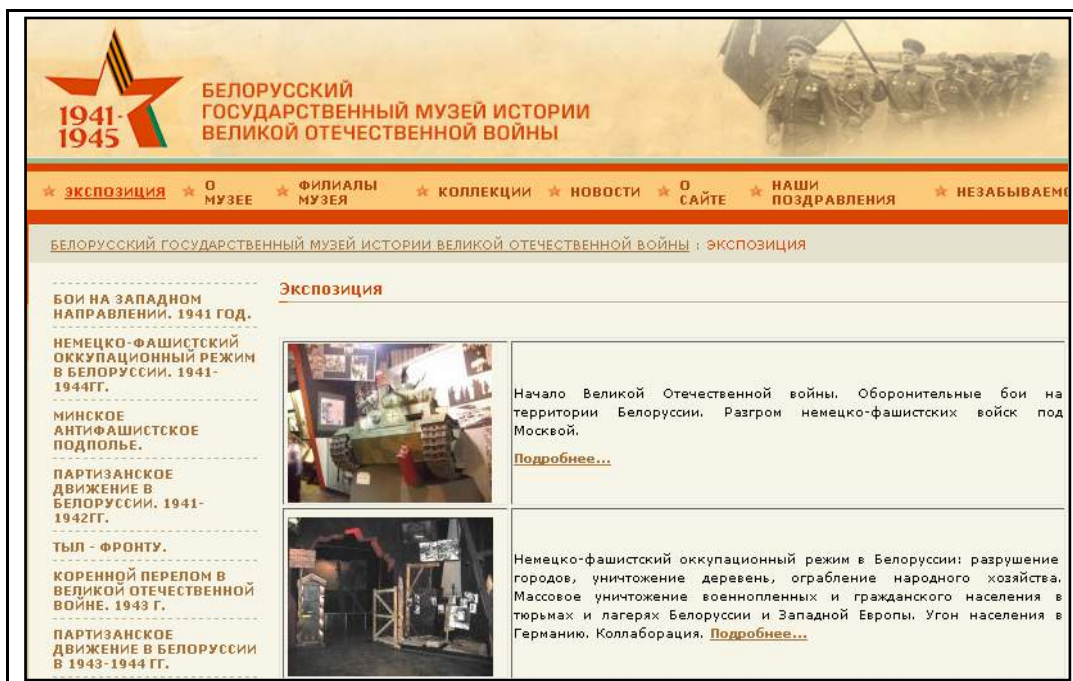 1941-
1945
БЕЛОРУССКИЙ
ГОСУДАРСТВЕННЫЙ МУЗЕЙ ИСТОРИИ
ВЕЛИКОЙ ОТЕЧЕСТВЕННОЙ ВОЙНЫ
ЭКСПОЗИЦИЯ
О МУЗЕЕ
ФИЛИАЛЫ МУЗЕЯ
КОЛЛЕКЦИИ
НОВОСТИ
О САЙТЕ
НАШИ ПОЗДРАВЛЕНИЯ
НЕЗАБЫВАЕМО
БЕЛОРУССКИЙ ГОСУДАРСТВЕННЫЙ МУЗЕЙ ИСТОРИИ ВЕЛИКОЙ ОТЕЧЕСТВЕННОЙ ВОЙНЫ : ЭКСПОЗИЦИЯ
БОИ НА ЗАПАДНОМ
НАПРАВЛЕНИИ. 1941 ГОД.
НЕМЕЦКО-ФАШИСТСКИЙ
ОККУПАЦИОННЫЙ РЕЖИМ
В БЕЛОРУССИИ. 1941-
1944ГГ.
МИНСКОЕ
АНТИФАШИСТСКОЕ
ПОДПОЛЬЕ.
ПАРТИЗАНСКОЕ
ДВИЖЕНИЕ В
БЕЛОРУССИИ. 1941-
1942ГГ.
ТЫЛ - ФРОНТУ.
КОРЕННОЙ ПЕРЕЛОМ В
ВЕЛИКОЙ ОТЕЧЕСТВЕННОЙ
ВОЙНЕ. 1943 Г.
ПАРТИЗАНСКОЕ
ДВИЖЕНИЕ В БЕЛОРУССИИ
В 1943-1944 ГГ.
Экспозиция
Начало Великой Отечественной войны. Оборонительные бои на
территории Белоруссии. Разгром немецко-фашистских войск под
Москвой.
Подробнее...
Немецко-фашистский оккупационный режим в Белоруссии: разрушение
городов, уничтожение деревень, ограбление народного хозяйства.
Массовое уничтожение военнопленных и гражданского населения в
тюрьмах и лагерях Белоруссии и Западной Европы. Угон населения в
Германию. Коллаборация. Подробнее...